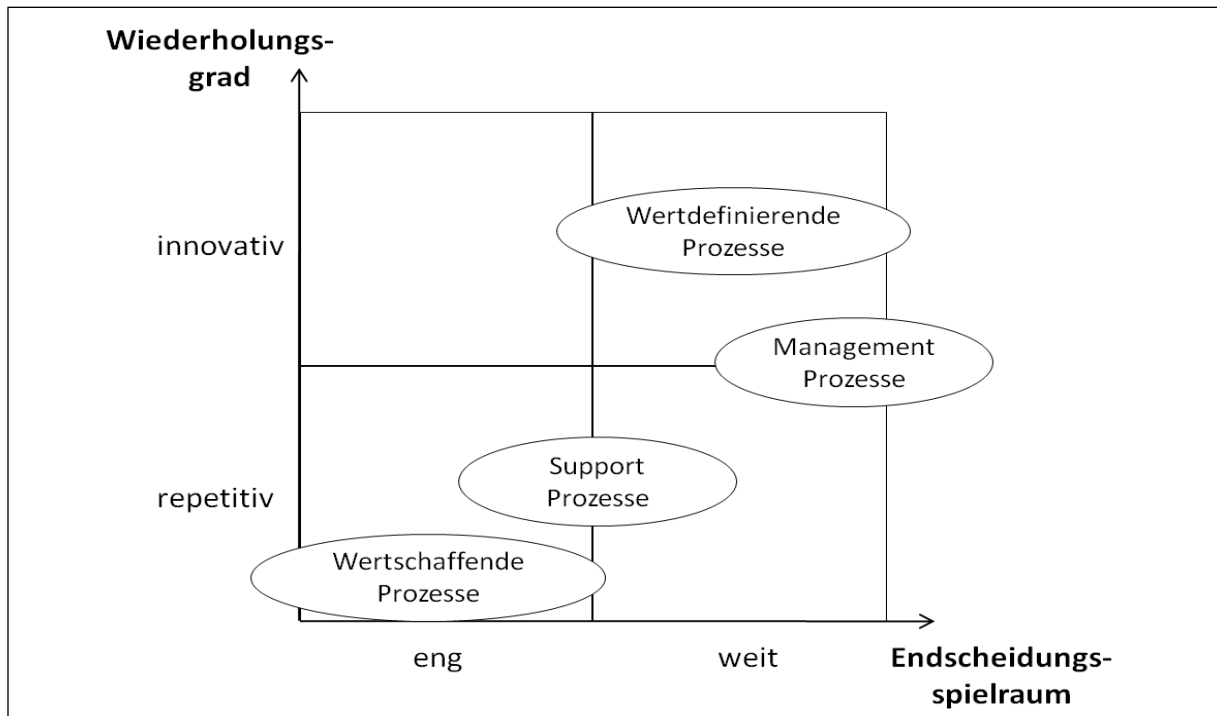 Wiederholungs-
grad
Wertdefinierende
Prozesse
innovativ
Management
Prozesse
Support
Prozesse
repetitiv
Wertschaffende
Prozesse
eng
weit
Endscheidungs-
spielraum